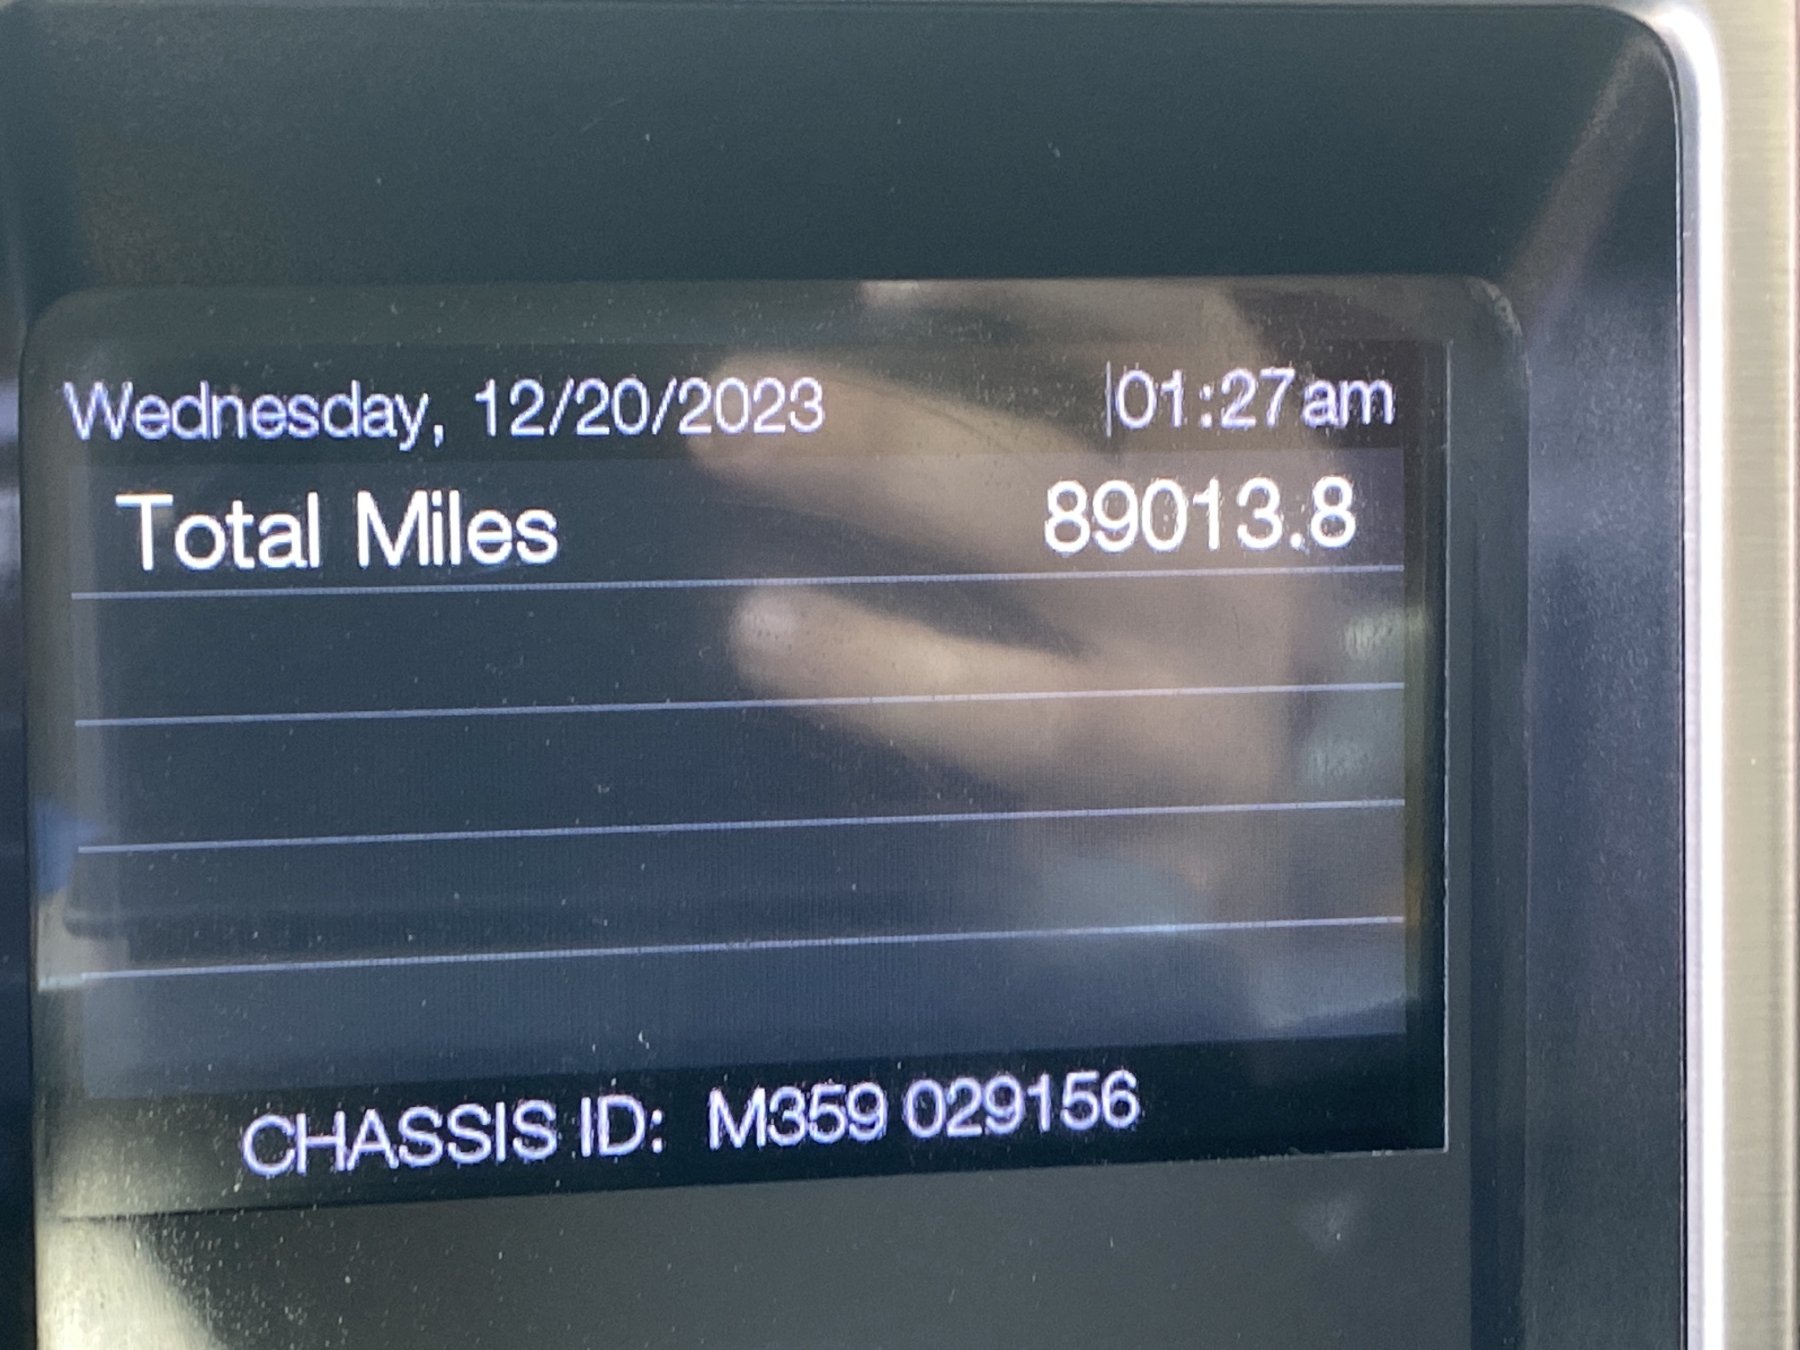 Wednesday, 12/20/2023 01:27am
Total Miles 89013.8
CHASSIS ID: M359 029156